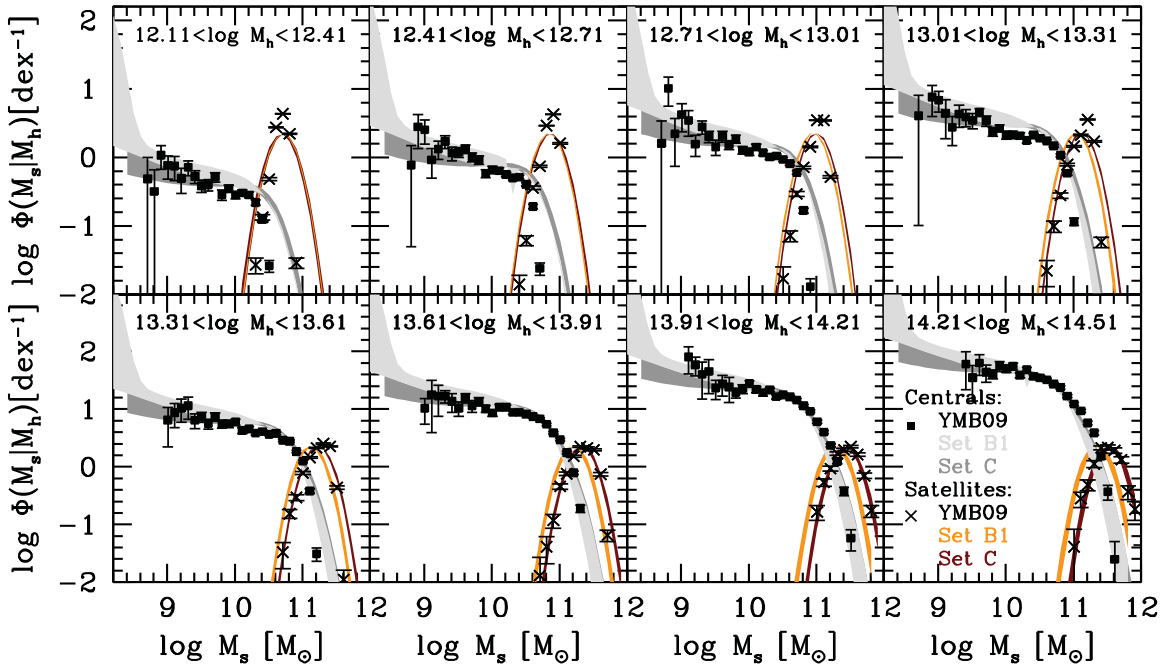 12.11<log M_h<12.41
12.41<log M_h<12.71
12.71<log M_h<13.01
13.01<log M_h<13.31
log Φ(M_s|M_h)[dex⁻¹]
2
1
0
−1
−2
13.31<log M_h<13.61
13.61<log M_h<13.91
13.91<log M_h<14.21
14.21<log M_h<14.51
log Φ(M_s|M_h)[dex⁻¹]
2
1
0
−1
−2
Centrals:
YMB09
Set B1
Set C
Satellites:
YMB09
Set B1
Set C
9 10 11 12
9 10 11 12
9 10 11 12
9 10 11 12
log M_s [M_⊙]
log M_s [M_⊙]
log M_s [M_⊙]
log M_s [M_⊙]